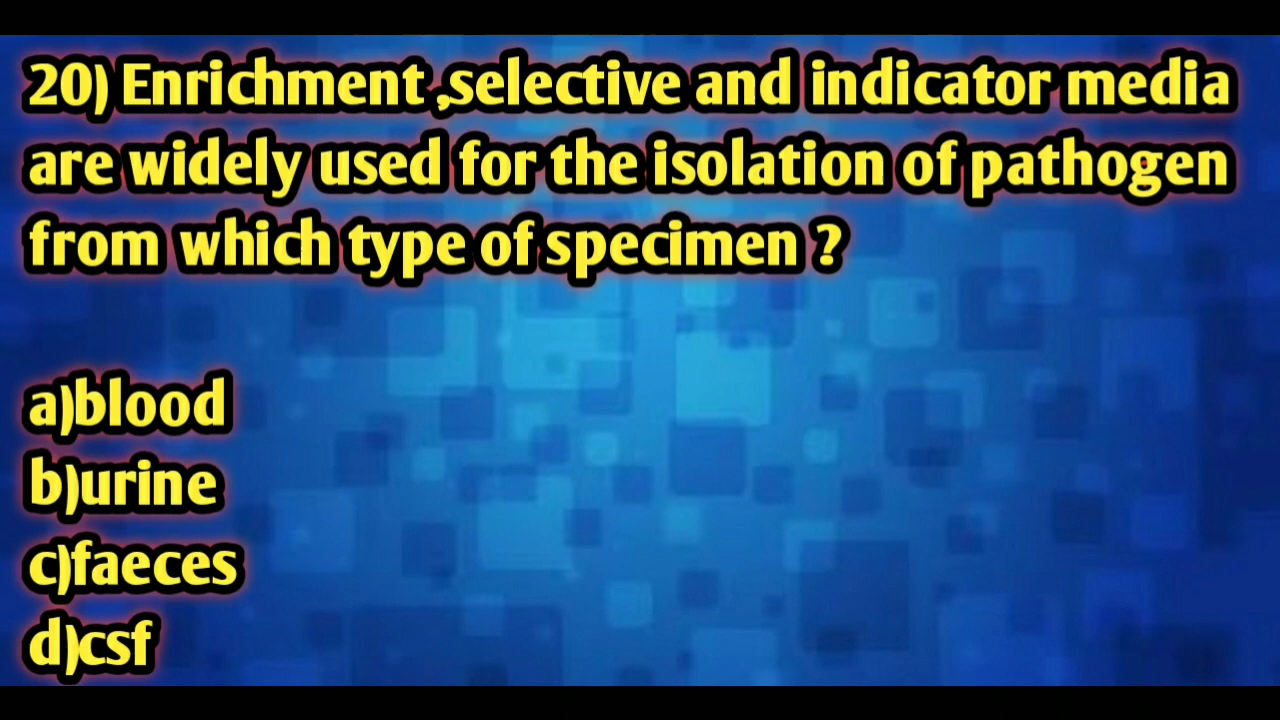 20) Enrichment ,selective and indicator media
are widely used for the isolation of pathogen
from which type of specimen ?
a)blood
b)urine
c)faeces
d)csf